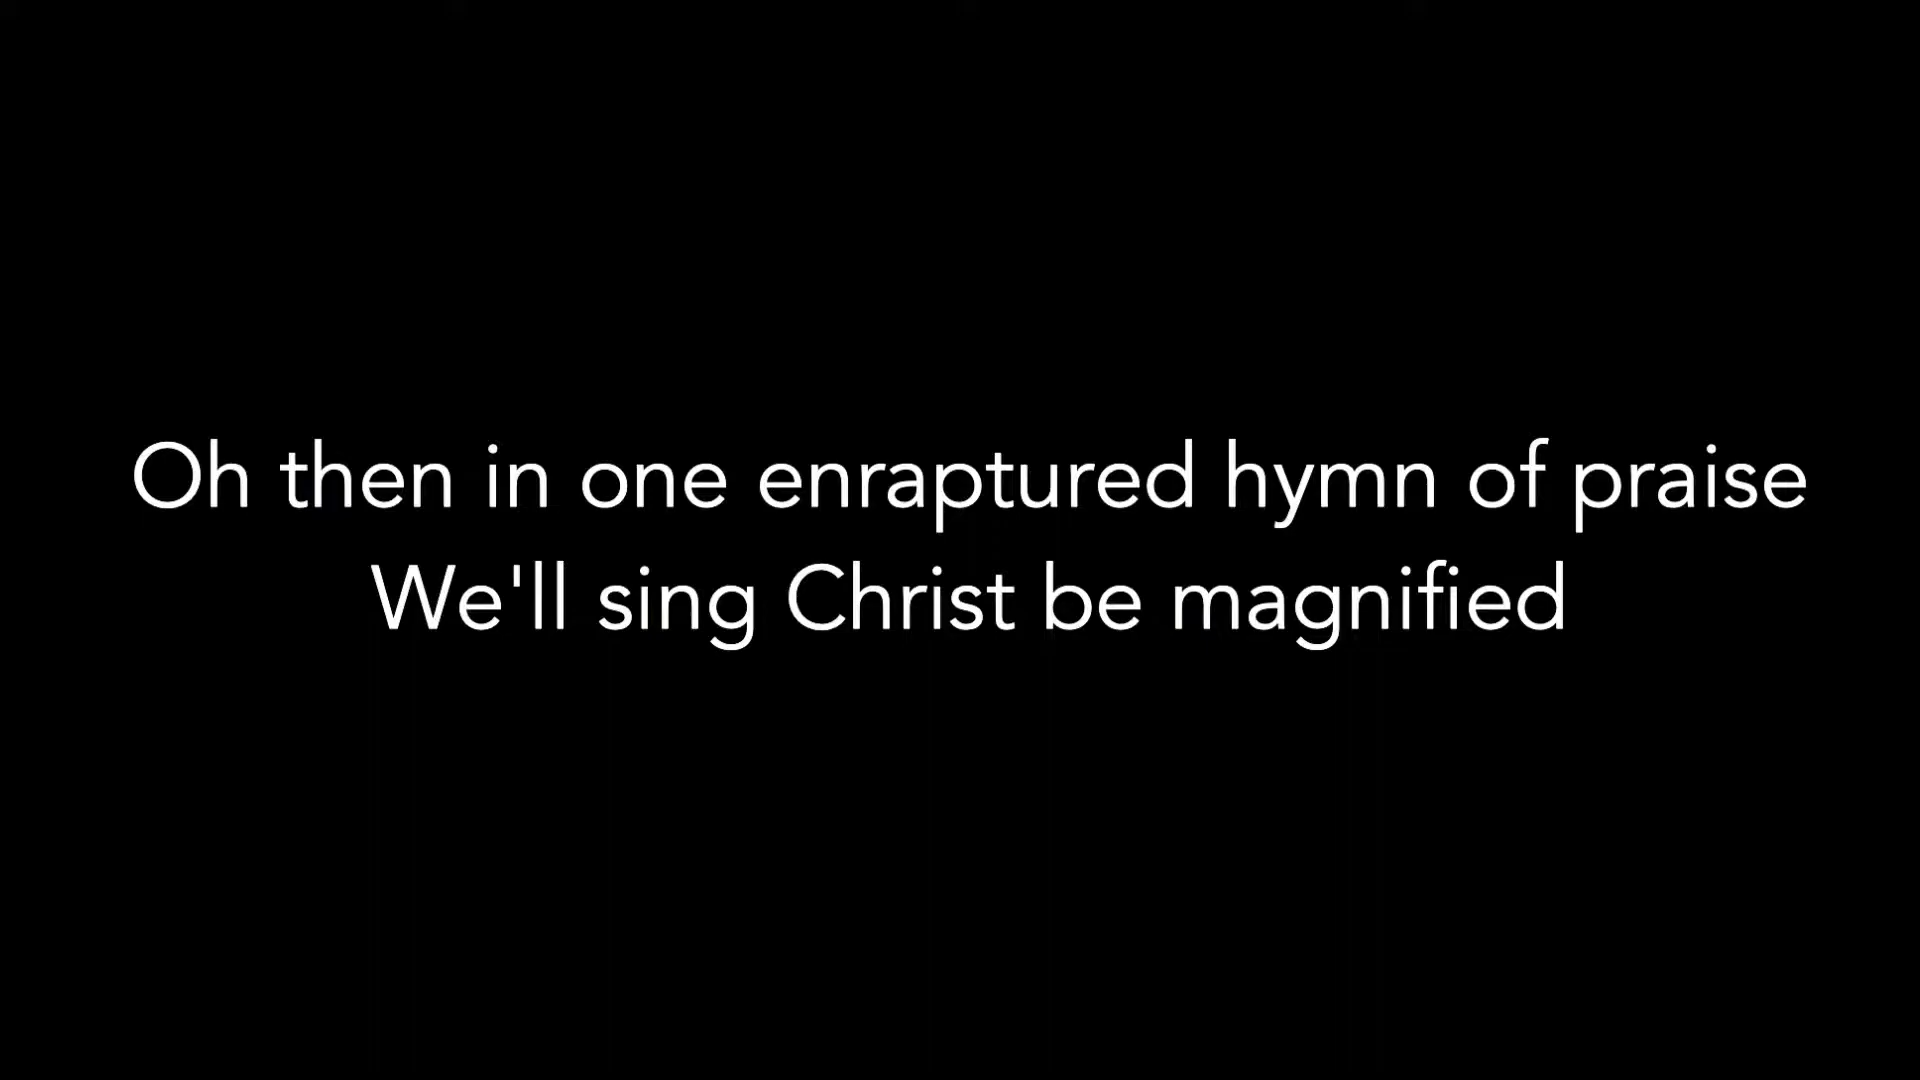 Oh then in one enraptured hymn of praise
We'll sing Christ be magnified